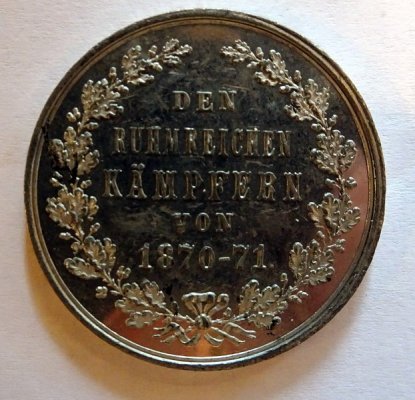 DEN
RUHMREICHEN
KÄMPFERN
VON
1870-71.